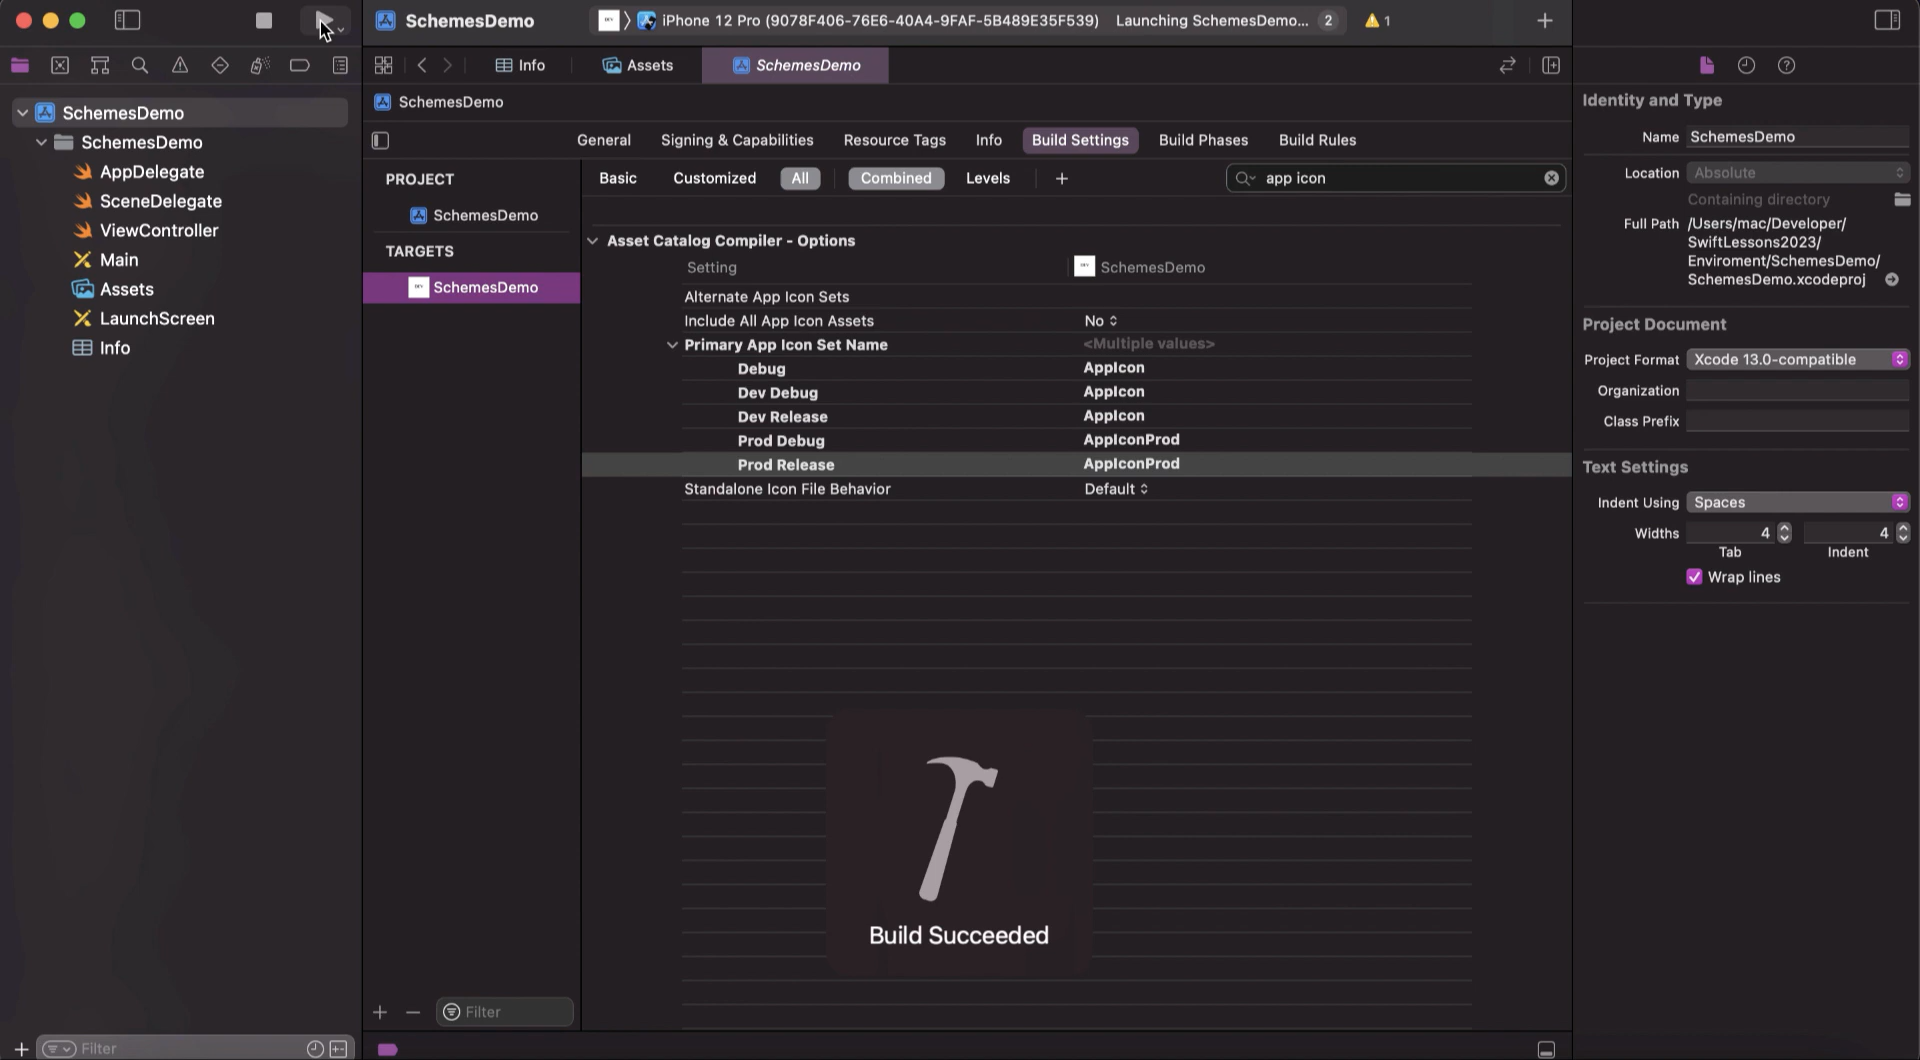 SchemesDemo
iPhone 12 Pro (9078F406-76E6-40A4-9FAF-5B489E35F539)
Launching SchemesDemo...
2
1
Info
Assets
SchemesDemo
SchemesDemo
SchemesDemo
SchemesDemo
AppDelegate
SceneDelegate
ViewController
Main
Assets
LaunchScreen
Info
Filter
General
Signing & Capabilities
Resource Tags
Info
Build Settings
Build Phases
Build Rules
PROJECT
SchemesDemo
TARGETS
SchemesDemo
Filter
Basic
Customized
All
Combined
Levels
app icon
Asset Catalog Compiler - Options
Setting
SchemesDemo
Alternate App Icon Sets
Include All App Icon Assets No
Primary App Icon Set Name <Multiple values>
Debug AppIcon
Dev Debug AppIcon
Dev Release AppIcon
Prod Debug AppIconProd
Prod Release AppIconProd
Standalone Icon File Behavior Default
Build Succeeded
Identity and Type
Name SchemesDemo
Location Absolute
Containing directory
Full Path /Users/mac/Developer/
SwiftLessons2023/
Enviroment/SchemesDemo/
SchemesDemo.xcodeproj
Project Document
Project Format Xcode 13.0-compatible
Organization
Class Prefix
Text Settings
Indent Using Spaces
Widths 4 4
Tab Indent
Wrap lines